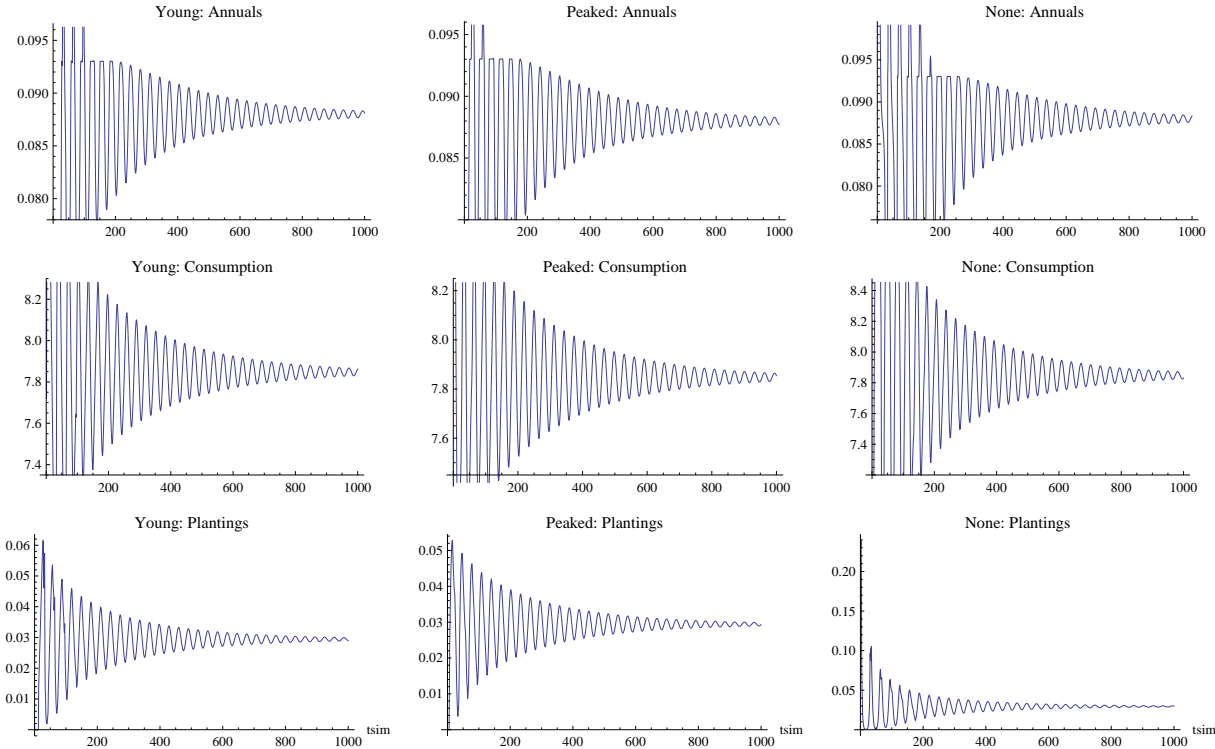 Young: Annuals
Peaked: Annuals
None: Annuals
0.095
0.090
0.085
0.080
200 400 600 800 1000
0.095
0.090
0.085
200 400 600 800 1000
0.095
0.090
0.085
0.080
200 400 600 800 1000
Young: Consumption
Peaked: Consumption
None: Consumption
8.2
8.0
7.8
7.6
7.4
200 400 600 800 1000
8.2
8.0
7.8
7.6
200 400 600 800 1000
8.4
8.2
8.0
7.8
7.6
7.4
200 400 600 800 1000
Young: Plantings
Peaked: Plantings
None: Plantings
0.06
0.05
0.04
0.03
0.02
0.01
200 400 600 800 1000
tsim
0.05
0.04
0.03
0.02
0.01
200 400 600 800 1000
tsim
0.20
0.15
0.10
0.05
200 400 600 800 1000
tsim